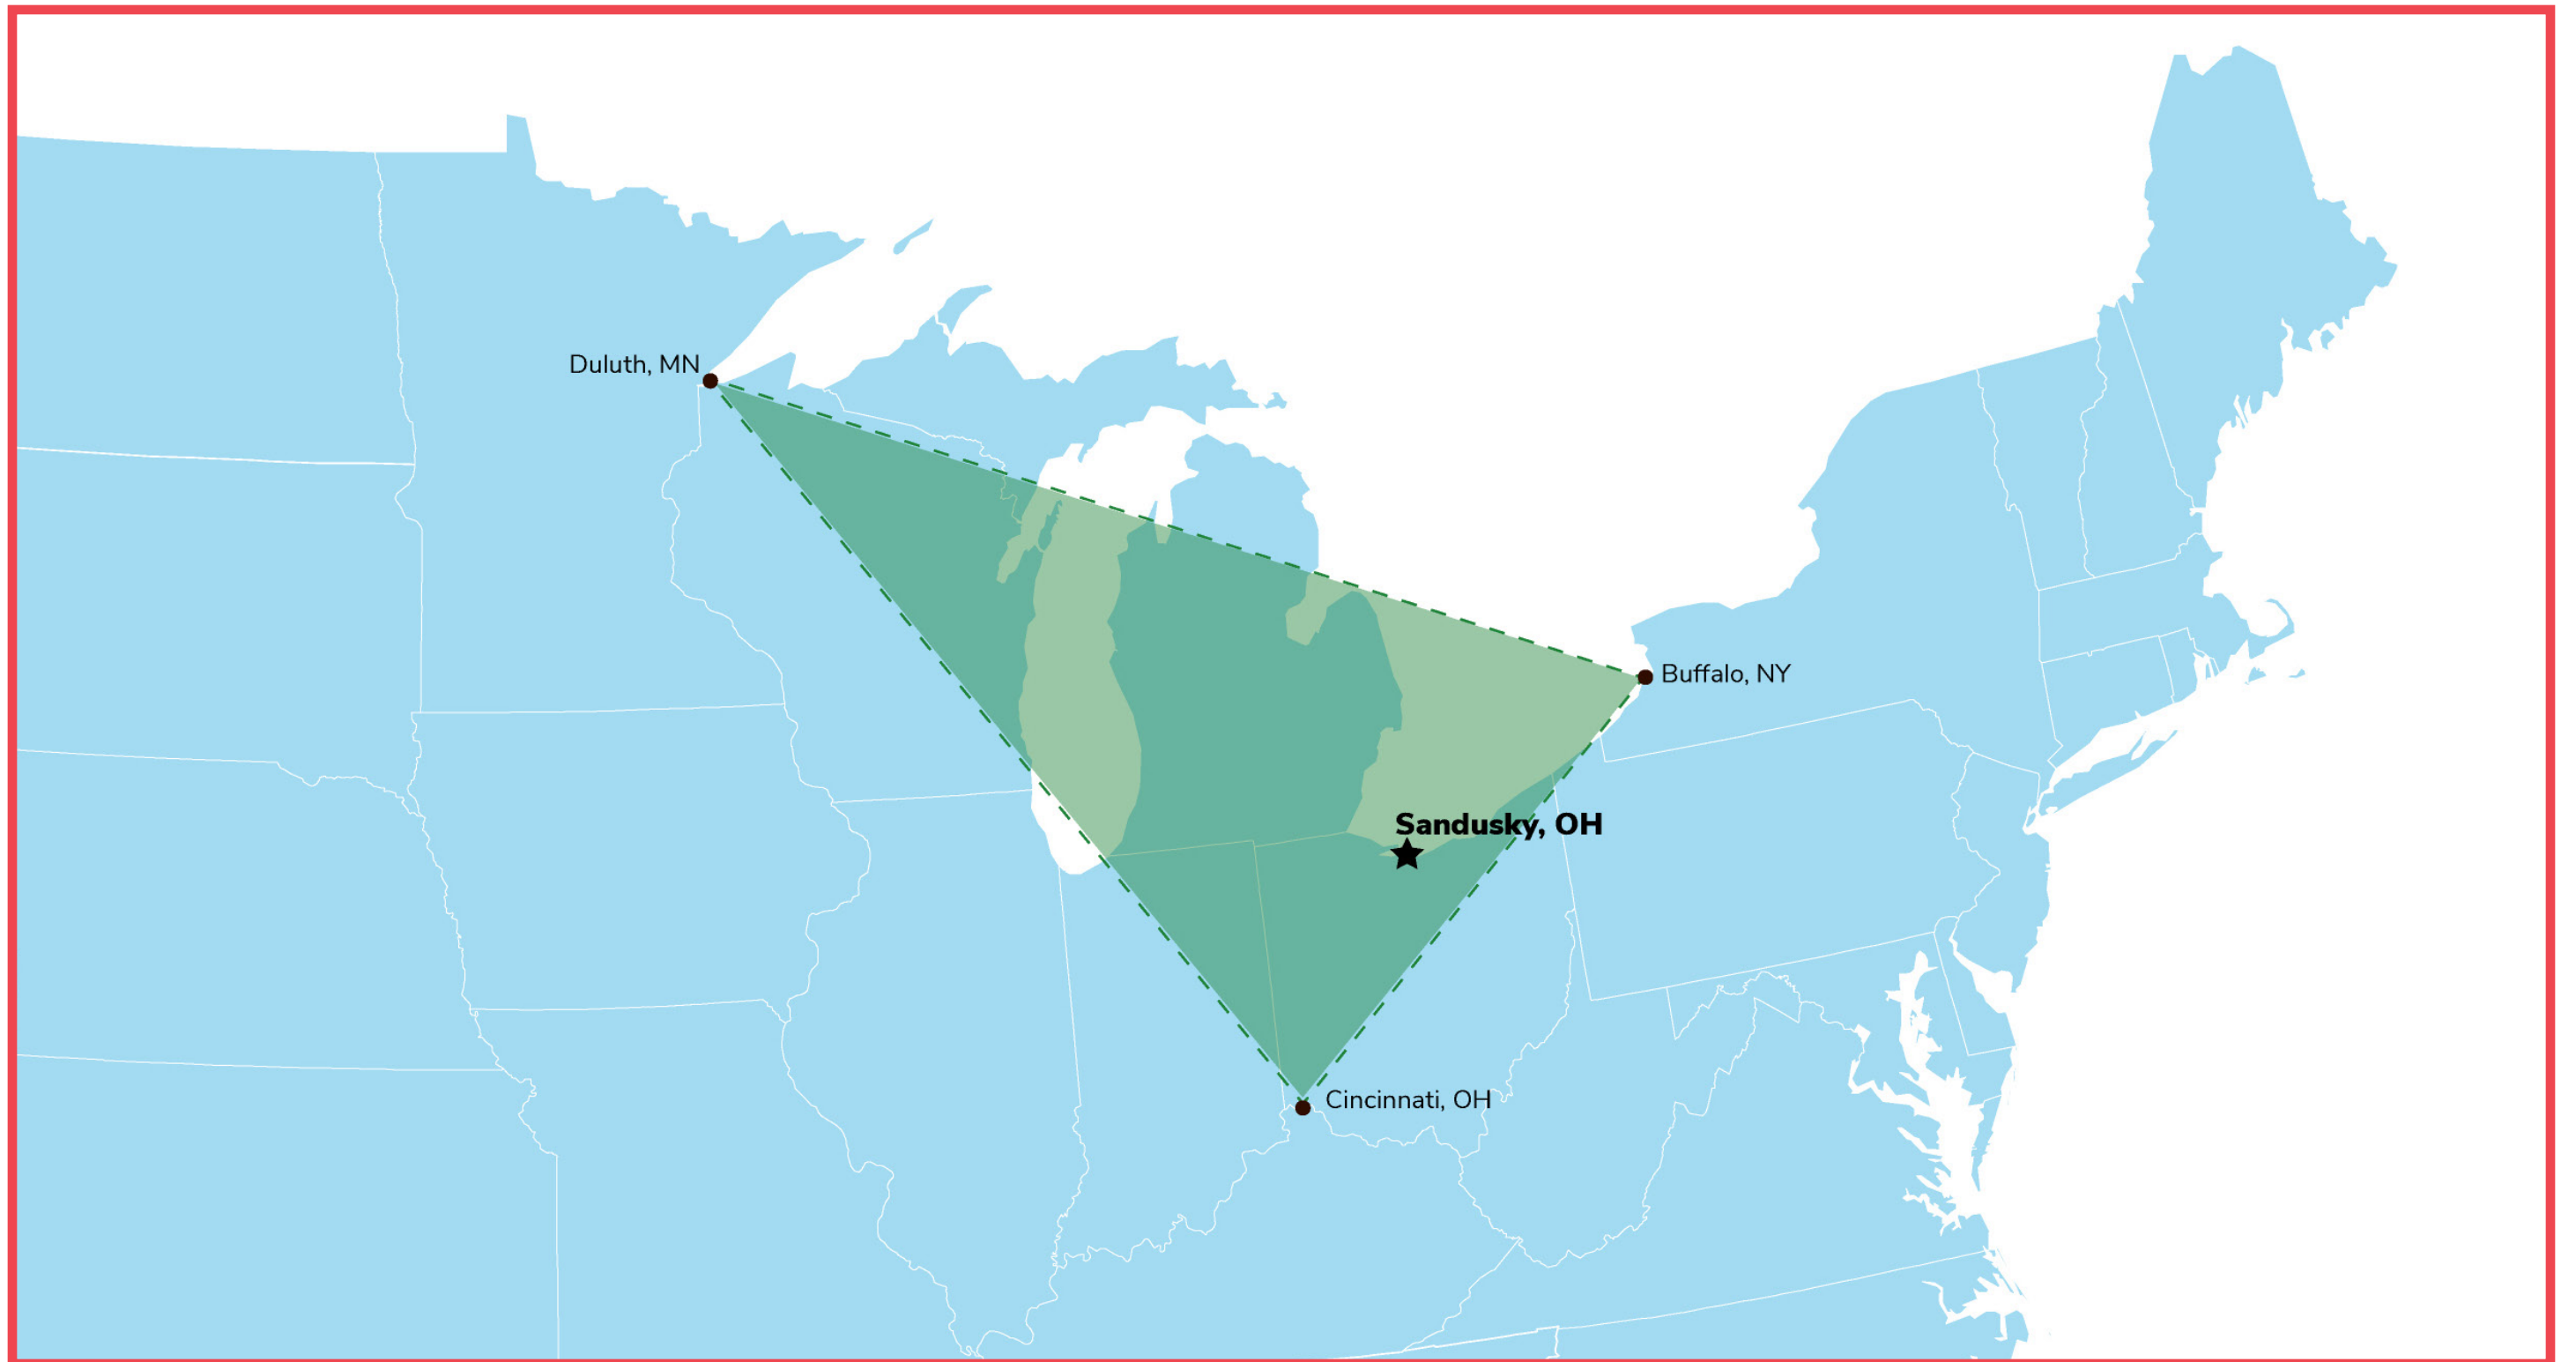 Duluth, MN
Buffalo, NY
Sandusky, OH
Cincinnati, OH